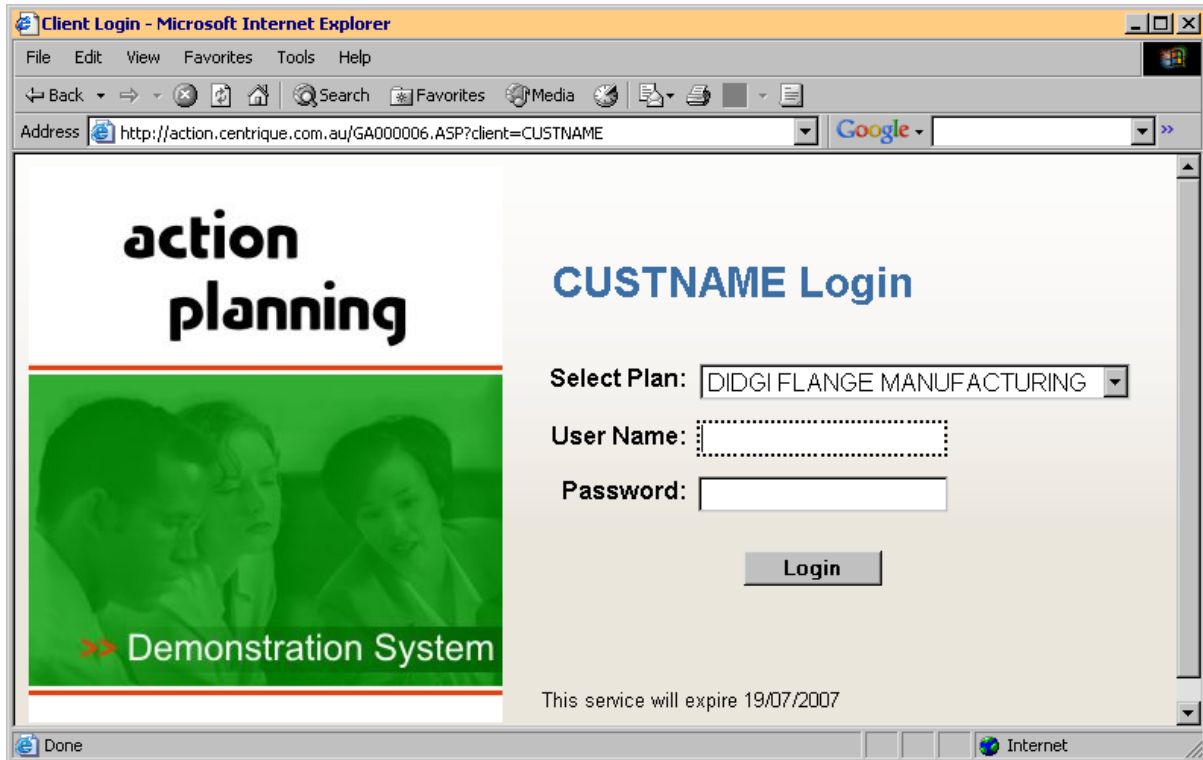 Client Login - Microsoft Internet Explorer
File Edit View Favorites Tools Help
Back Search Favorites Media
Address http://action.centrique.com.au/GA000006.ASP?client=CUSTNAME Google »
action
planning
CUSTNAME Login
Select Plan: DIDGI FLANGE MANUFACTURING
User Name:
Password:
Login
>> Demonstration System
This service will expire 19/07/2007
Done Internet